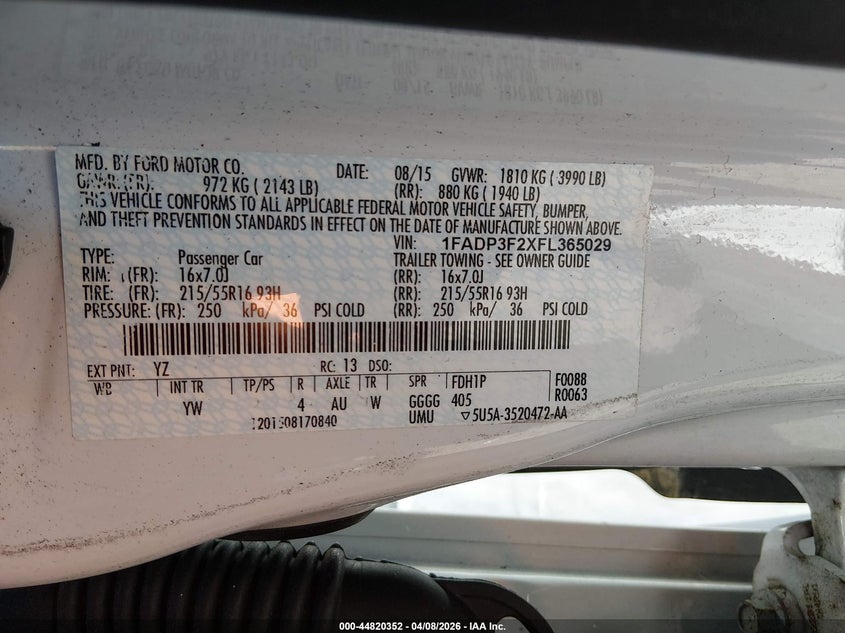 MFD. BY FORD MOTOR CO. DATE: 08/15 GVWR: 1810 KG ( 3990 LB)
GAWR: (FR): 972 KG ( 2143 LB) (RR): 880 KG ( 1940 LB)
THIS VEHICLE CONFORMS TO ALL APPLICABLE FEDERAL MOTOR VEHICLE SAFETY, BUMPER,
AND THEFT PREVENTION STANDARDS IN EFFECT ON THE DATE OF MANUFACTURE SHOWN ABOVE.
VIN: 1FADP3F2XFL365029
TYPE: Passenger Car TRAILER TOWING - SEE OWNER GUIDE
RIM: (FR): 16x7.0J (RR): 16x7.0J
TIRE: (FR): 215/55R16 93H (RR): 215/55R16 93H
PRESSURE: (FR): 250 kPa/ 36 PSI COLD (RR): 250 kPa/ 36 PSI COLD
EXT PNT: YZ RC: 13 DSO:
WB INT TR TP/PS R AXLE TR SPR FDH1P F0088
YW 4 AU W GGGG 405 R0063
UMU ▽5U5A-3520472-AA
1201508170840
000-44820352 - 04/08/2026 - IAA Inc.